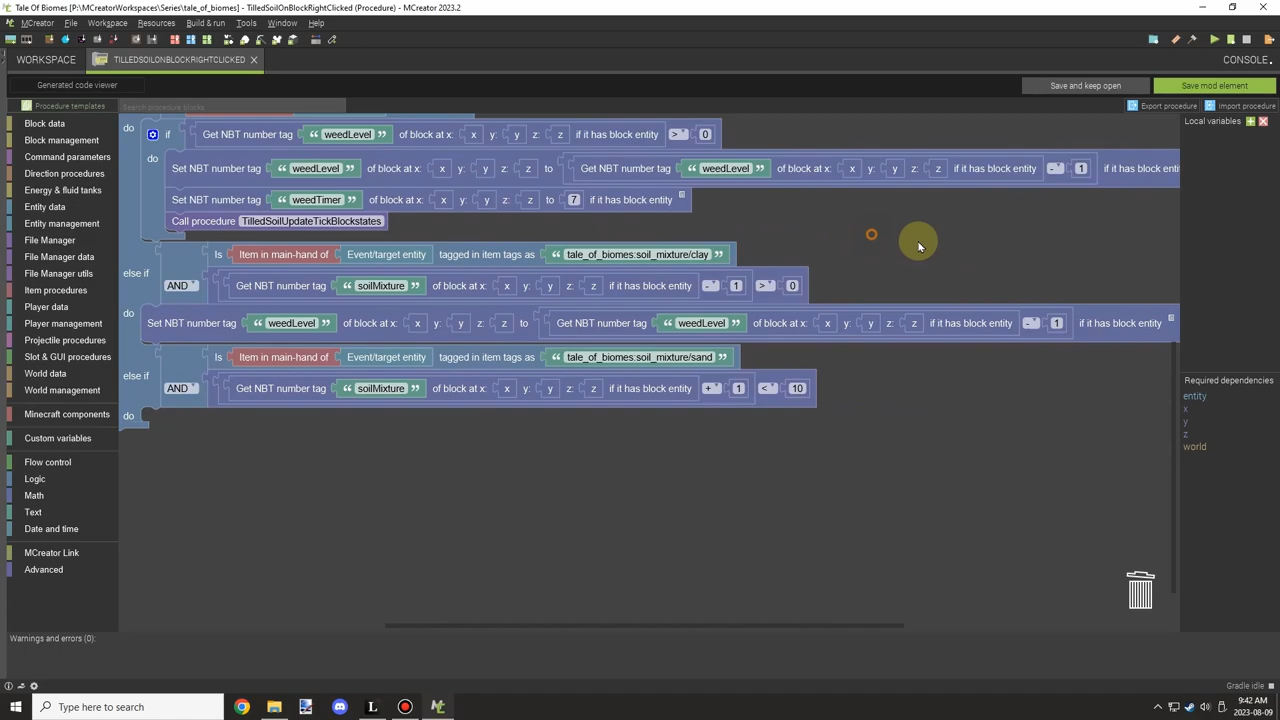 Tale Of Biomes [P:\MCreatorWorkspaces\Series\tale_of_biomes] - TilledSoilOnBlockRightClicked (Procedure) - MCreator 2023.2
MCreator File Workspace Resources Build & run Tools Window Help
WORKSPACE TILLEDSOILONBLOCKRIGHTCLICKED CONSOLE
Generated code viewer Save and keep open Save mod element
Procedure templates Search procedure blocks Export procedure Import procedure
Local variables
Block data
Block management
Command parameters
Direction procedures
Energy & fluid tanks
Entity data
Entity management
File Manager
File Manager data
File Manager utils
Item procedures
Player data
Player management
Projectile procedures
Slot & GUI procedures
World data
World management
Minecraft components
Custom variables
Flow control
Logic
Math
Text
Date and time
MCreator Link
Advanced
do if Get NBT number tag “ weedLevel ” of block at x: x y: y z: z if it has block entity > 0
do Set NBT number tag “ weedLevel ” of block at x: x y: y z: z to Get NBT number tag “ weedLevel ” of block at x: x y: y z: z if it has block entity - 1 if it has block enti
Set NBT number tag “ weedTimer ” of block at x: x y: y z: z to 7 if it has block entity
Call procedure TilledSoilUpdateTickBlockstates
else if Is Item in main-hand of Event/target entity tagged in item tags as “ tale_of_biomes:soil_mixture/clay ”
AND Get NBT number tag “ soilMixture ” of block at x: x y: y z: z if it has block entity - 1 > 0
do Set NBT number tag “ weedLevel ” of block at x: x y: y z: z to Get NBT number tag “ weedLevel ” of block at x: x y: y z: z if it has block entity - 1 if it has block entity
else if Is Item in main-hand of Event/target entity tagged in item tags as “ tale_of_biomes:soil_mixture/sand ”
AND Get NBT number tag “ soilMixture ” of block at x: x y: y z: z if it has block entity + 1 < 10
do
Required dependencies
entity
x
y
z
world
Warnings and errors (0):
Gradle idle
Type here to search
9:42 AM
2023-08-09